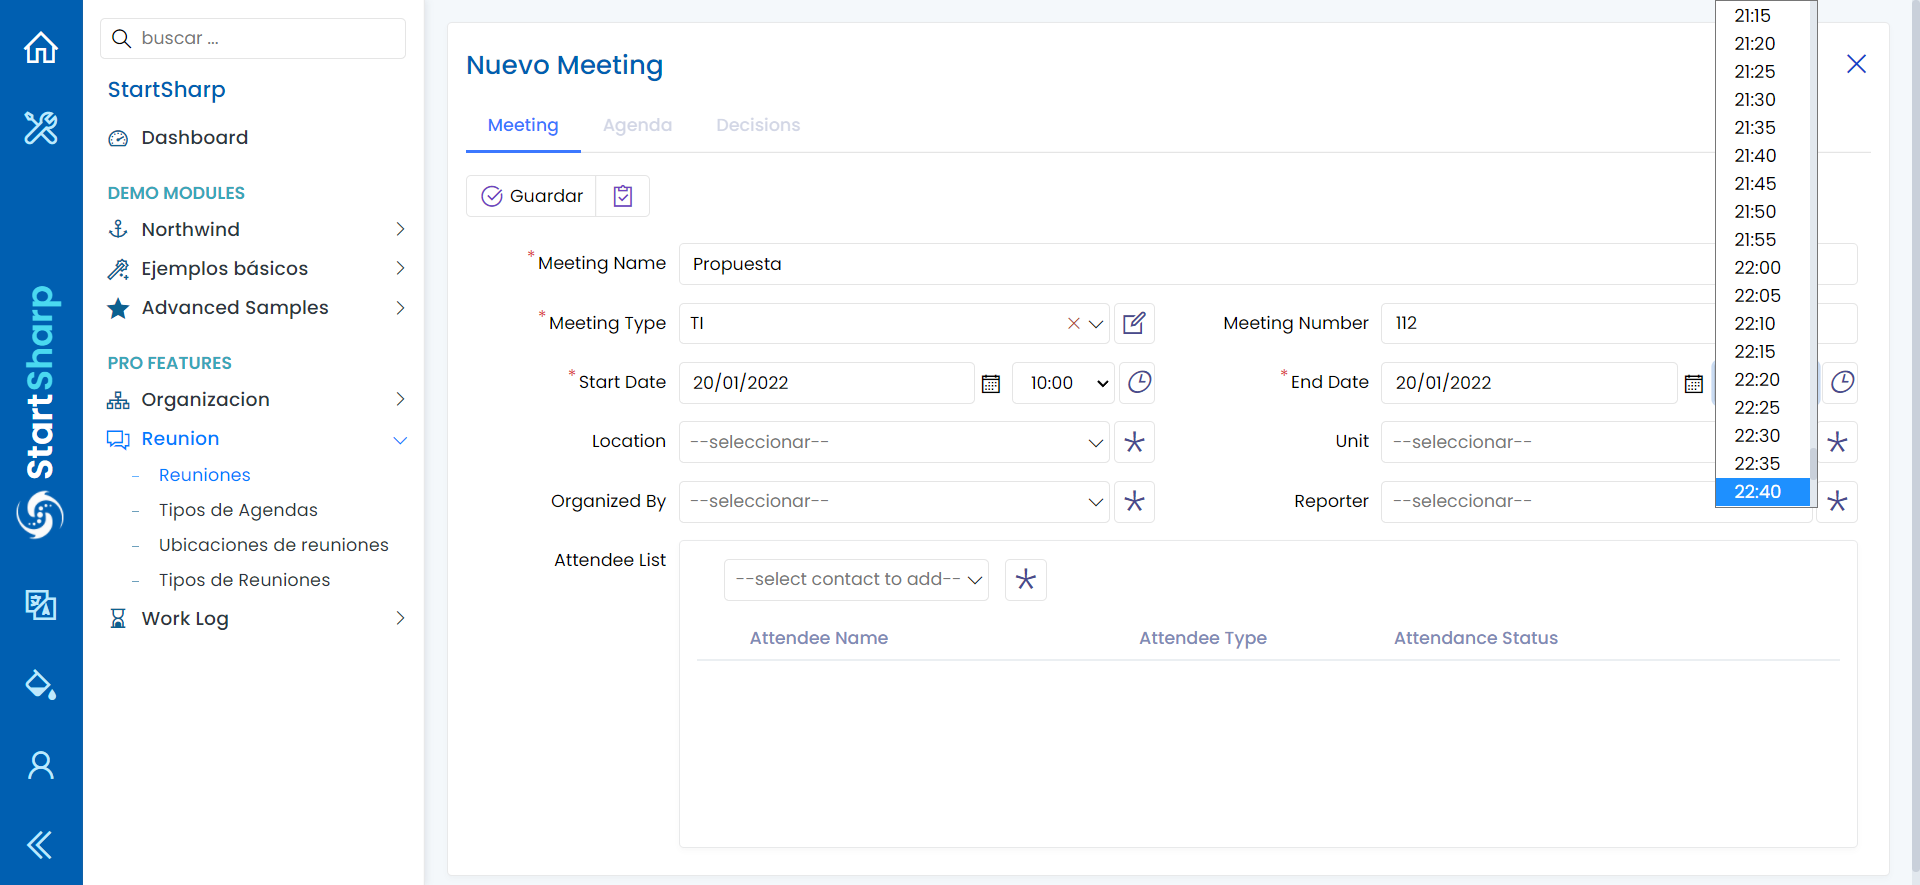 buscar ...
StartSharp
Dashboard
DEMO MODULES
Northwind
Ejemplos básicos
Advanced Samples
PRO FEATURES
Organizacion
Reunion
- Reuniones
- Tipos de Agendas
- Ubicaciones de reuniones
- Tipos de Reuniones
Work Log
StartSharp
Nuevo Meeting
Meeting Agenda Decisions
Guardar
*Meeting Name Propuesta
*Meeting Type TI
Meeting Number 112
*Start Date 20/01/2022 10:00
*End Date 20/01/2022
Location --seleccionar--
Unit --seleccionar--
Organized By --seleccionar--
Reporter --seleccionar--
Attendee List
--select contact to add--
Attendee Name Attendee Type Attendance Status
21:15
21:20
21:25
21:30
21:35
21:40
21:45
21:50
21:55
22:00
22:05
22:10
22:15
22:20
22:25
22:30
22:35
22:40